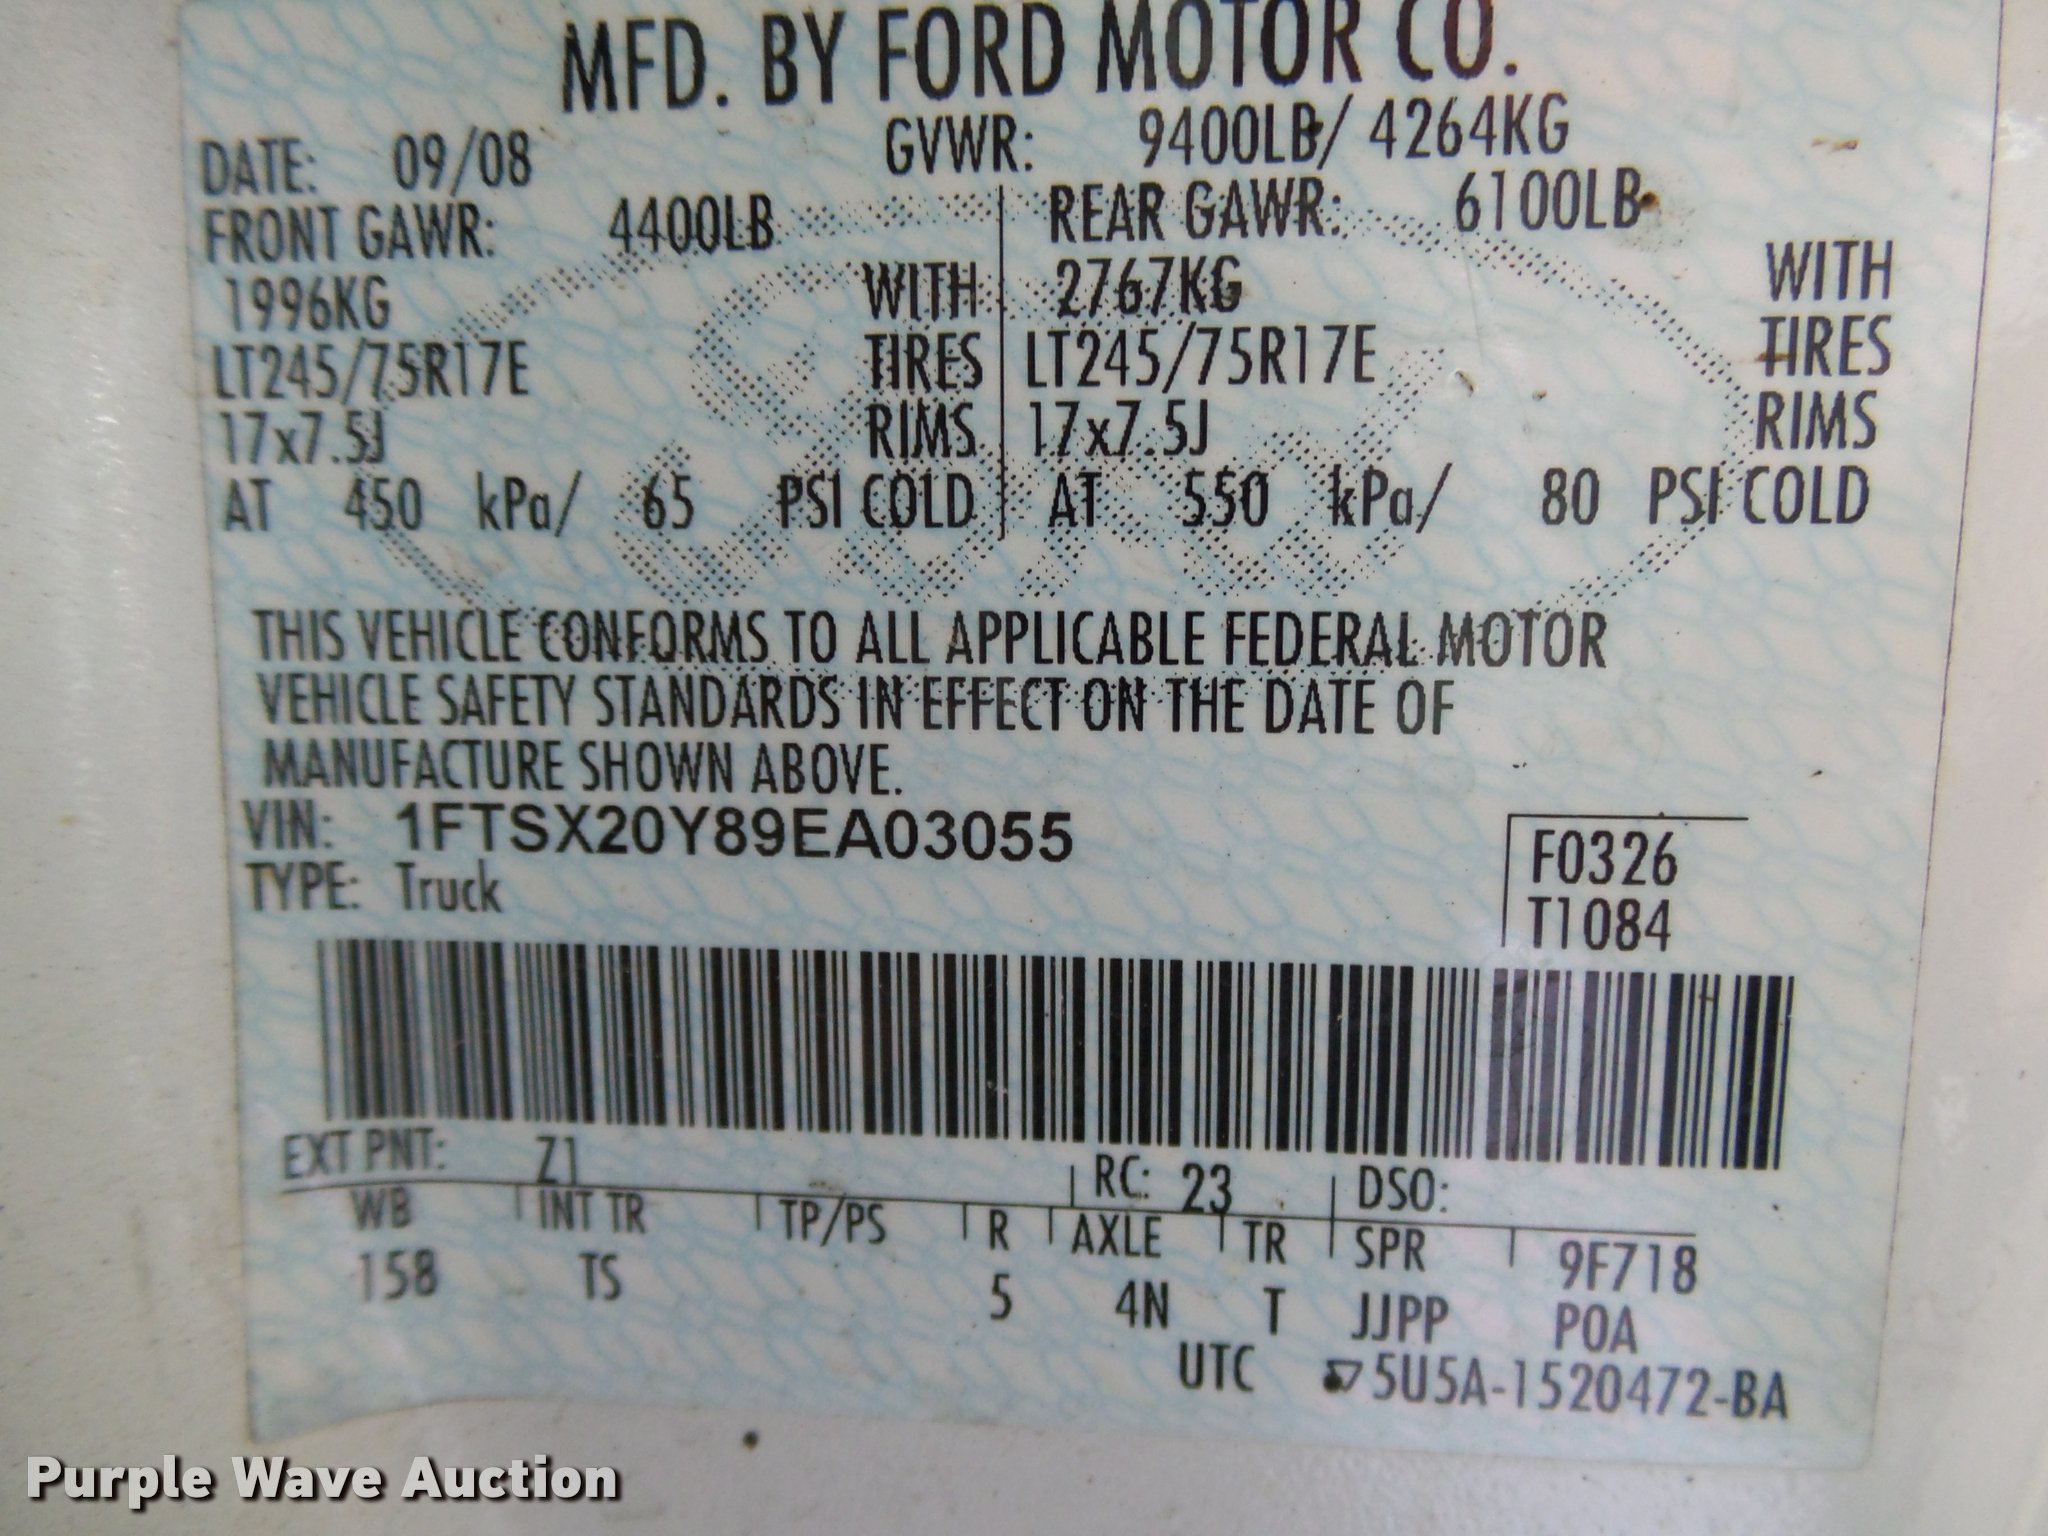 MFD. BY FORD MOTOR CO.
DATE: 09/08 GVWR: 9400LB/ 4264KG
FRONT GAWR: 4400LB REAR GAWR: 6100LB
1996KG WITH 2767KG WITH
LT245/75R17E TIRES LT245/75R17E TIRES
17x7.5J RIMS 17x7.5J RIMS
AT 450 kPa/ 65 PSI COLD AT 550 kPa/ 80 PSI COLD
THIS VEHICLE CONFORMS TO ALL APPLICABLE FEDERAL MOTOR
VEHICLE SAFETY STANDARDS IN EFFECT ON THE DATE OF
MANUFACTURE SHOWN ABOVE.
VIN: 1FTSX20Y89EA03055
TYPE: Truck
F0326
T1084
EXT PNT: Z1 RC: 23 DSO:
WB INT TR TP/PS R AXLE TR SPR 9F718
158 TS 5 4N T JJPP POA
UTC 5U5A-1520472-BA
Purple Wave Auction